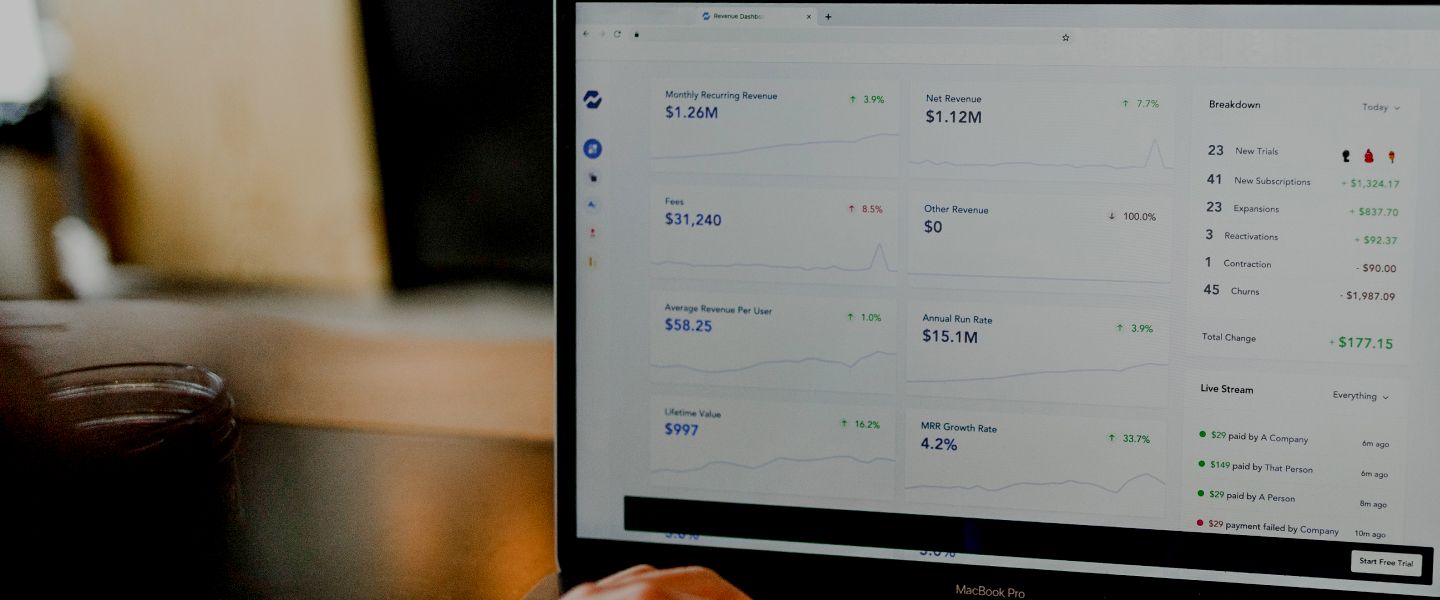 Revenue Dashbo
Monthly Recurring Revenue
↑ 3.9%
$1.26M
Net Revenue
↑ 7.7%
$1.12M
Fees
↑ 8.5%
$31,240
Other Revenue
↓ 100.0%
$0
Average Revenue Per User
↑ 1.0%
$58.25
Annual Run Rate
↑ 3.9%
$15.1M
Lifetime Value
↑ 16.2%
$997
MRR Growth Rate
↑ 33.7%
4.2%
Breakdown
Today
23 New Trials
41 New Subscriptions + $1,324.17
23 Expansions + $837.70
3 Reactivations + $92.37
1 Contraction - $90.00
45 Churns - $1,987.09
Total Change + $177.15
Live Stream
Everything
$29 paid by A Company 6m ago
$149 paid by That Person 6m ago
$29 paid by A Person 8m ago
$29 payment failed by Company 10m ago
Start Free Trial
MacBook Pro